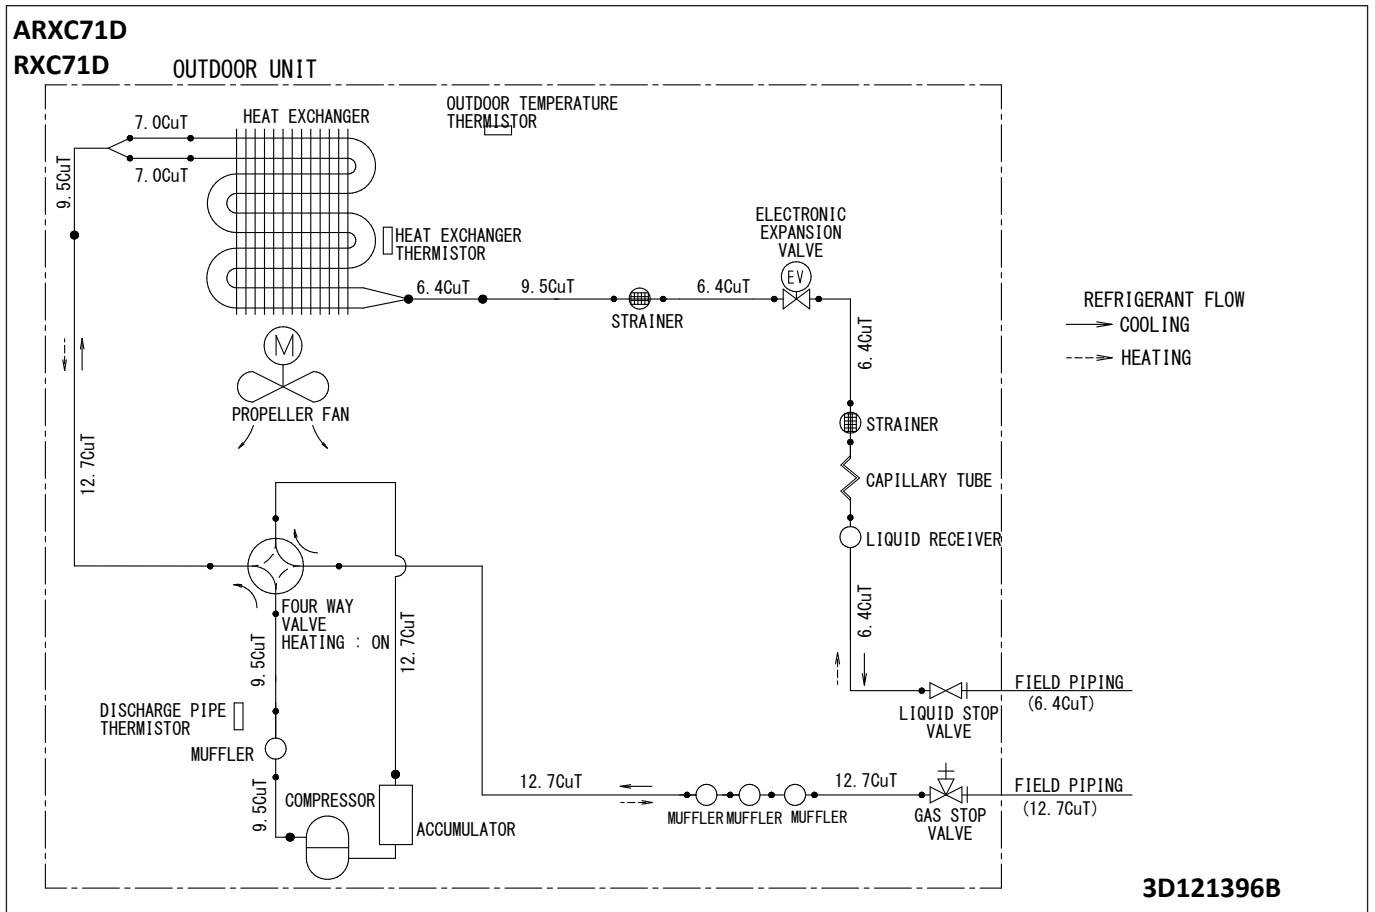 ARXC71D
RXC71D
OUTDOOR UNIT
7.0CuT
HEAT EXCHANGER
OUTDOOR TEMPERATURE
THERMISTOR
9.5CuT
7.0CuT
HEAT EXCHANGER
THERMISTOR
ELECTRONIC
EXPANSION
VALVE
EV
6.4CuT
9.5CuT
6.4CuT
STRAINER
REFRIGERANT FLOW
COOLING
HEATING
M
6.4CuT
PROPELLER FAN
STRAINER
12.7CuT
CAPILLARY TUBE
LIQUID RECEIVER
FOUR WAY
VALVE
HEATING : ON
9.5CuT
12.7CuT
6.4CuT
FIELD PIPING
(6.4CuT)
DISCHARGE PIPE
THERMISTOR
LIQUID STOP
VALVE
MUFFLER
12.7CuT
12.7CuT
FIELD PIPING
(12.7CuT)
9.5CuT
COMPRESSOR
ACCUMULATOR
MUFFLER
MUFFLER
MUFFLER
GAS STOP
VALVE
3D121396B